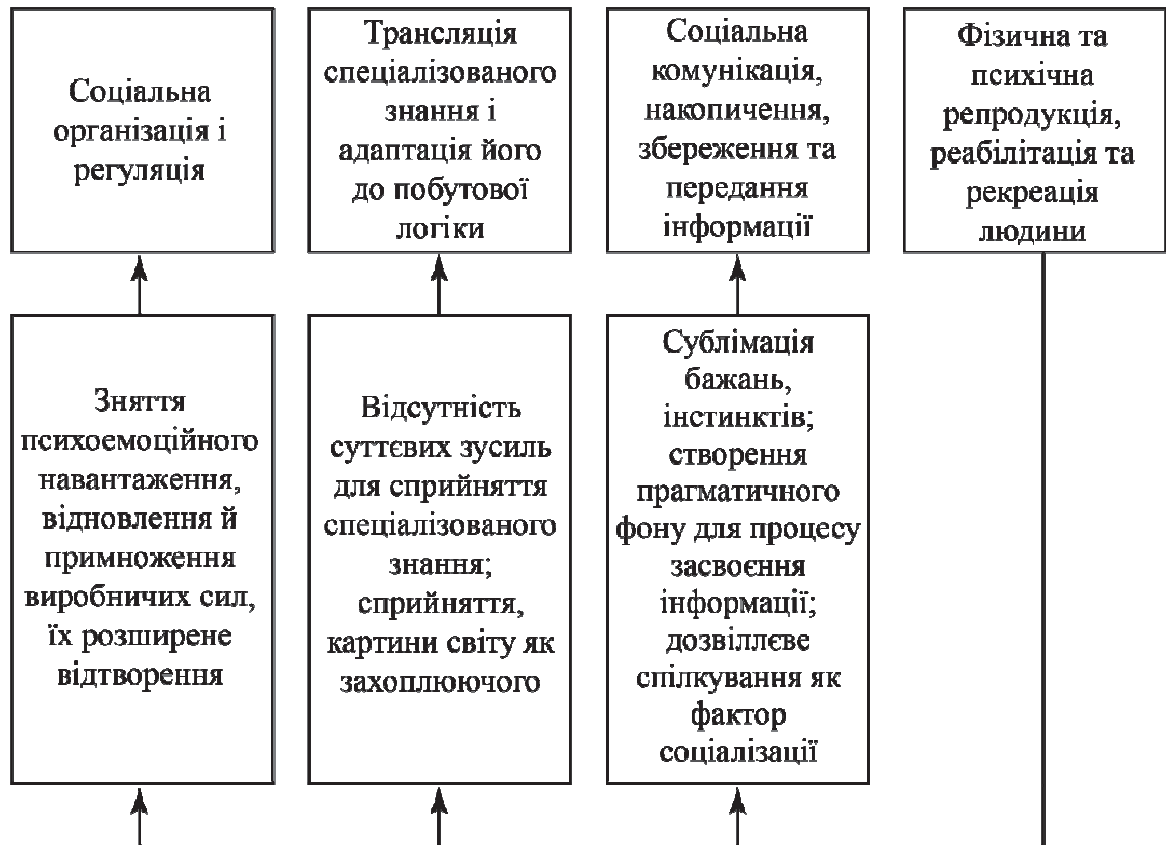 Соціальна
організація і
регуляція
Трансляція
спеціалізованого
знання і
адаптація його
до побутової
логіки
Соціальна
комунікація,
накопичення,
збереження та
передання
інформації
Фізична та
психічна
репродукція,
реабілітація та
рекреація
людини
Зняття
психоемоційного
навантаження,
відновлення й
примноження
виробничих сил,
їх розширене
відтворення
Відсутність
суттєвих зусиль
для сприйняття
спеціалізованого
знання;
сприйняття,
картини світу як
захоплюючого
Сублімація
бажань,
інстинктів;
створення
прагматичного
фону для процесу
засвоєння
інформації;
дозвіллєве
спілкування як
фактор
соціалізації